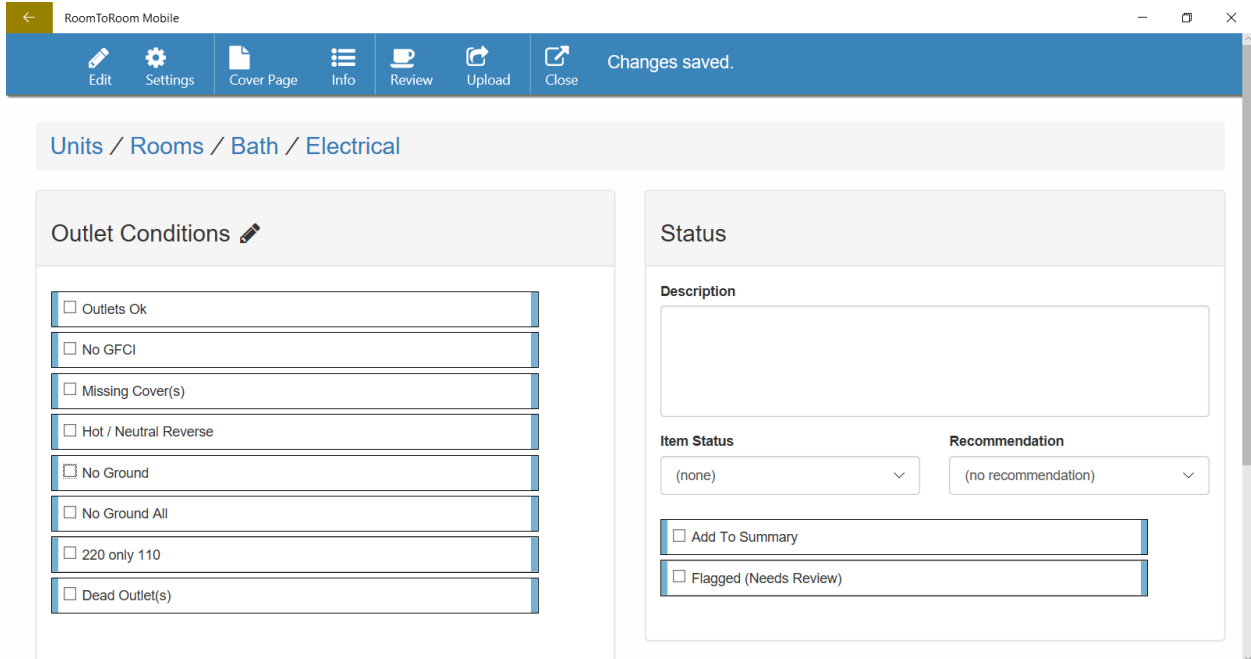 RoomToRoom Mobile
Edit Settings Cover Page Info Review Upload Close Changes saved.
Units / Rooms / Bath / Electrical
Outlet Conditions
Outlets Ok
No GFCI
Missing Cover(s)
Hot / Neutral Reverse
No Ground
No Ground All
220 only 110
Dead Outlet(s)
Status
Description
Item Status Recommendation
(none) (no recommendation)
Add To Summary
Flagged (Needs Review)